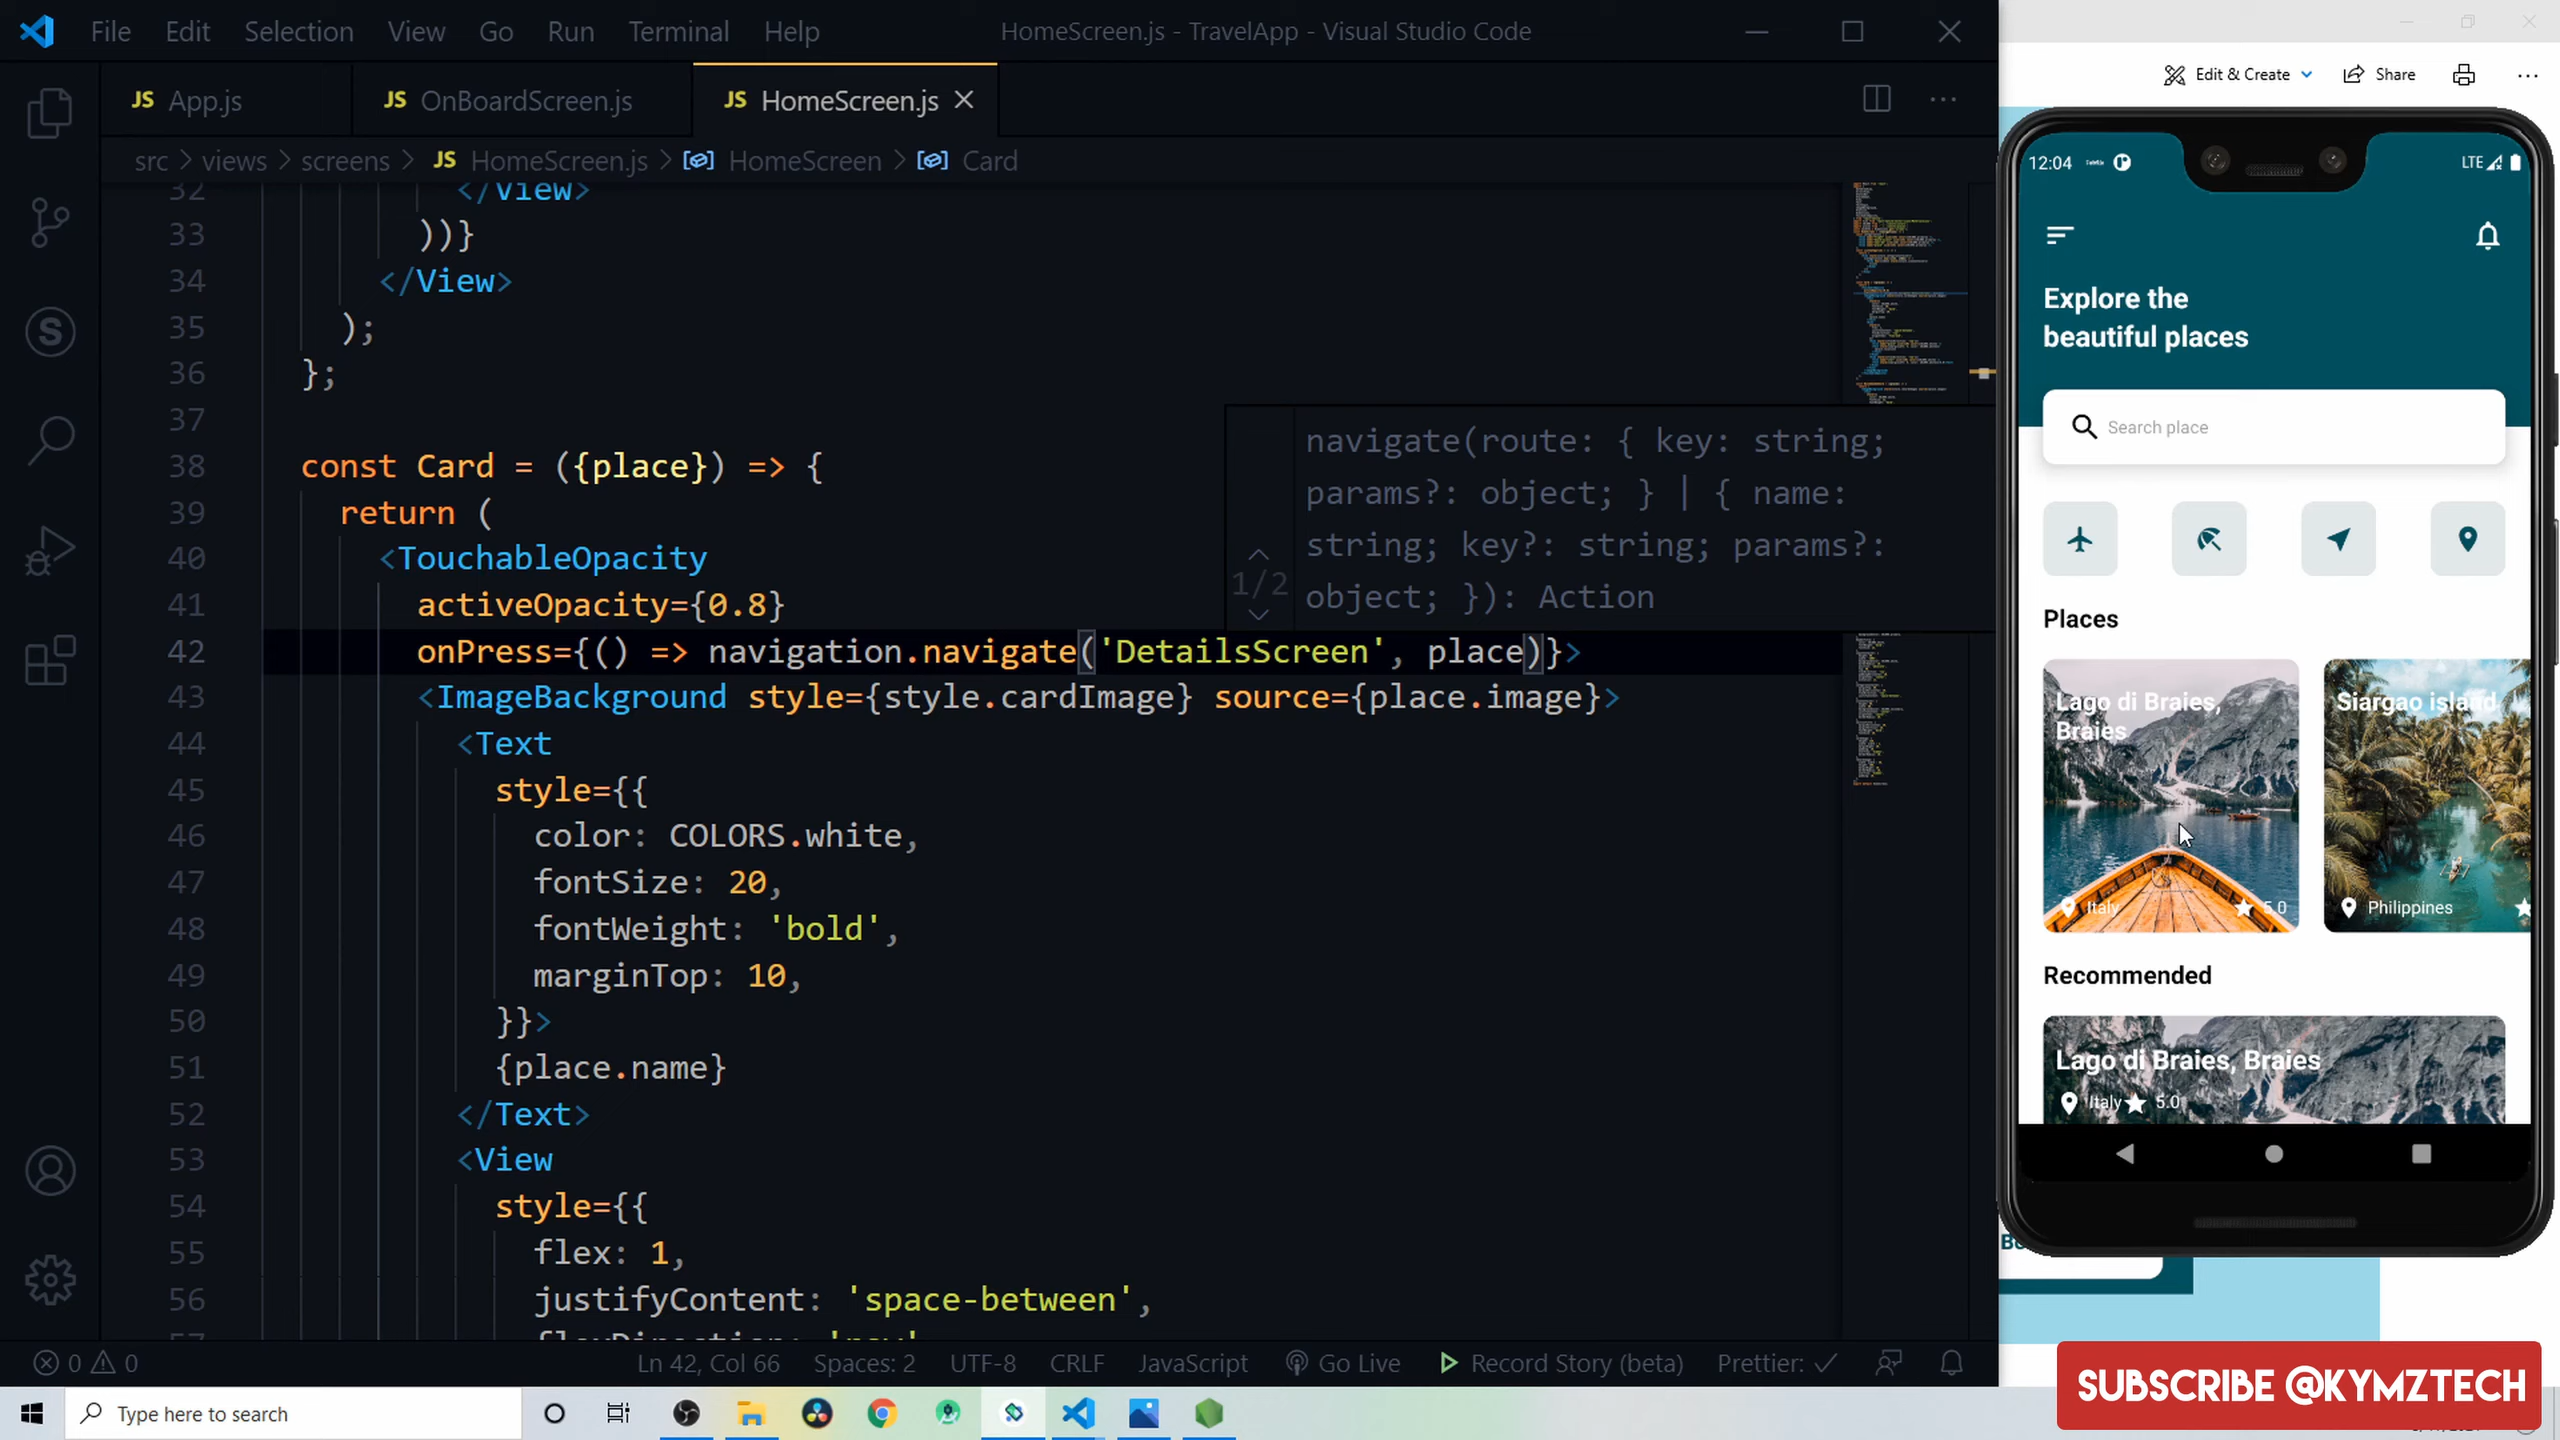 File Edit Selection View Go Run Terminal Help HomeScreen.js - TravelApp - Visual Studio Code
JS App.js JS OnBoardScreen.js JS HomeScreen.js
src > views > screens > JS HomeScreen.js > HomeScreen > Card
32 </View>
33 ))}
34 </View>
35 );
36 };
37
38 const Card = ({place}) => {
39 return (
40 <TouchableOpacity
41 activeOpacity={0.8}
42 onPress={() => navigation.navigate('DetailsScreen', place)}>
43 <ImageBackground style={style.cardImage} source={place.image}>
44 <Text
45 style={{
46 color: COLORS.white,
47 fontSize: 20,
48 fontWeight: 'bold',
49 marginTop: 10,
50 }}>
51 {place.name}
52 </Text>
53 <View
54 style={{
55 flex: 1,
56 justifyContent: 'space-between',
57 flexDirection: 'row'
1/2
navigate(route: { key: string;
params?: object; } | { name:
string; key?: string; params?:
object; }): Action
0 0 Ln 42, Col 66 Spaces: 2 UTF-8 CRLF JavaScript Go Live Record Story (beta) Prettier: ✓
Type here to search
Edit & Create Share
12:04 LTE
Explore the
beautiful places
Search place
Places
Lago di Braies,
Braies
Italy 5.0
Siargao island
Philippines
Recommended
Lago di Braies, Braies
Italy 5.0
SUBSCRIBE @KYMZTECH